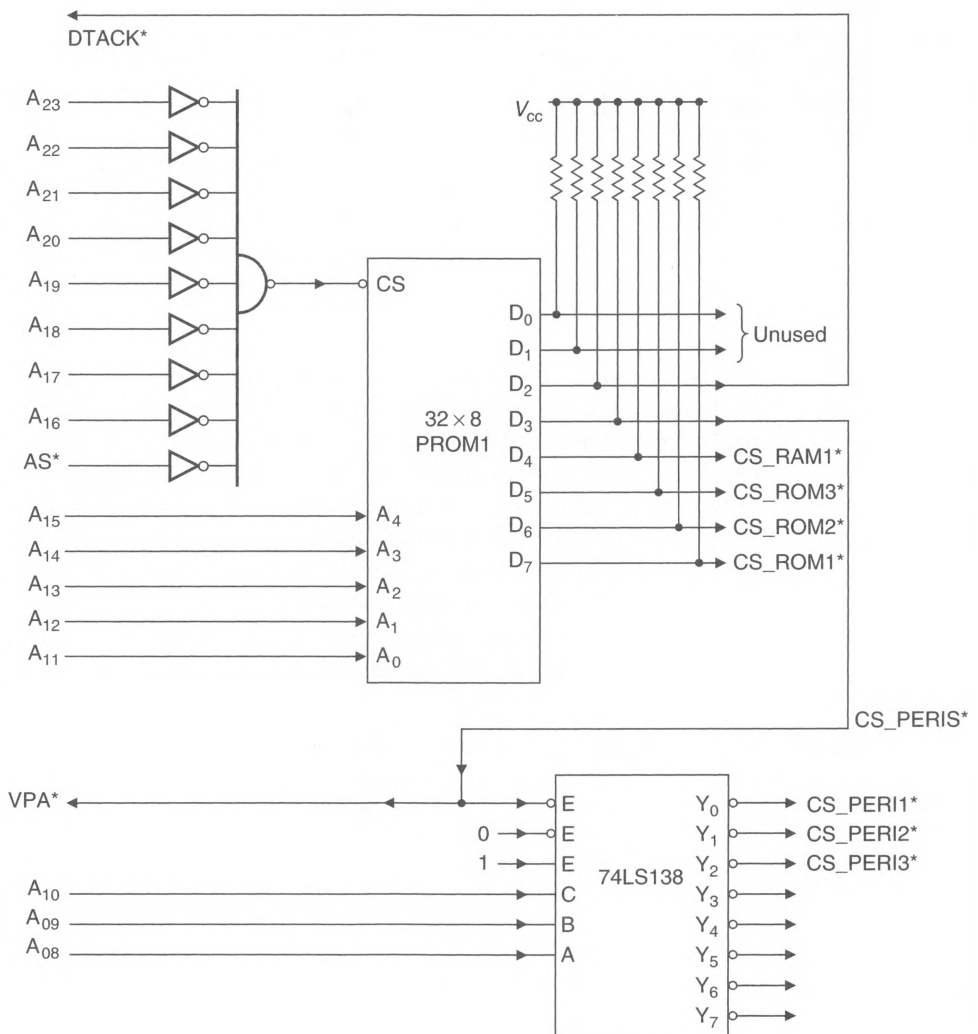 DTACK*
A23
A22
A21
A20
A19
A18
A17
A16
AS*
A15
A14
A13
A12
A11
Vcc
CS
32 × 8
PROM1
A4
A3
A2
A1
A0
D0
D1
D2
D3
D4
D5
D6
D7
Unused
CS_RAM1*
CS_ROM3*
CS_ROM2*
CS_ROM1*
CS_PERIS*
VPA*
0
1
A10
A09
A08
E
E
E
C
B
A
74LS138
Y0
Y1
Y2
Y3
Y4
Y5
Y6
Y7
CS_PERI1*
CS_PERI2*
CS_PERI3*